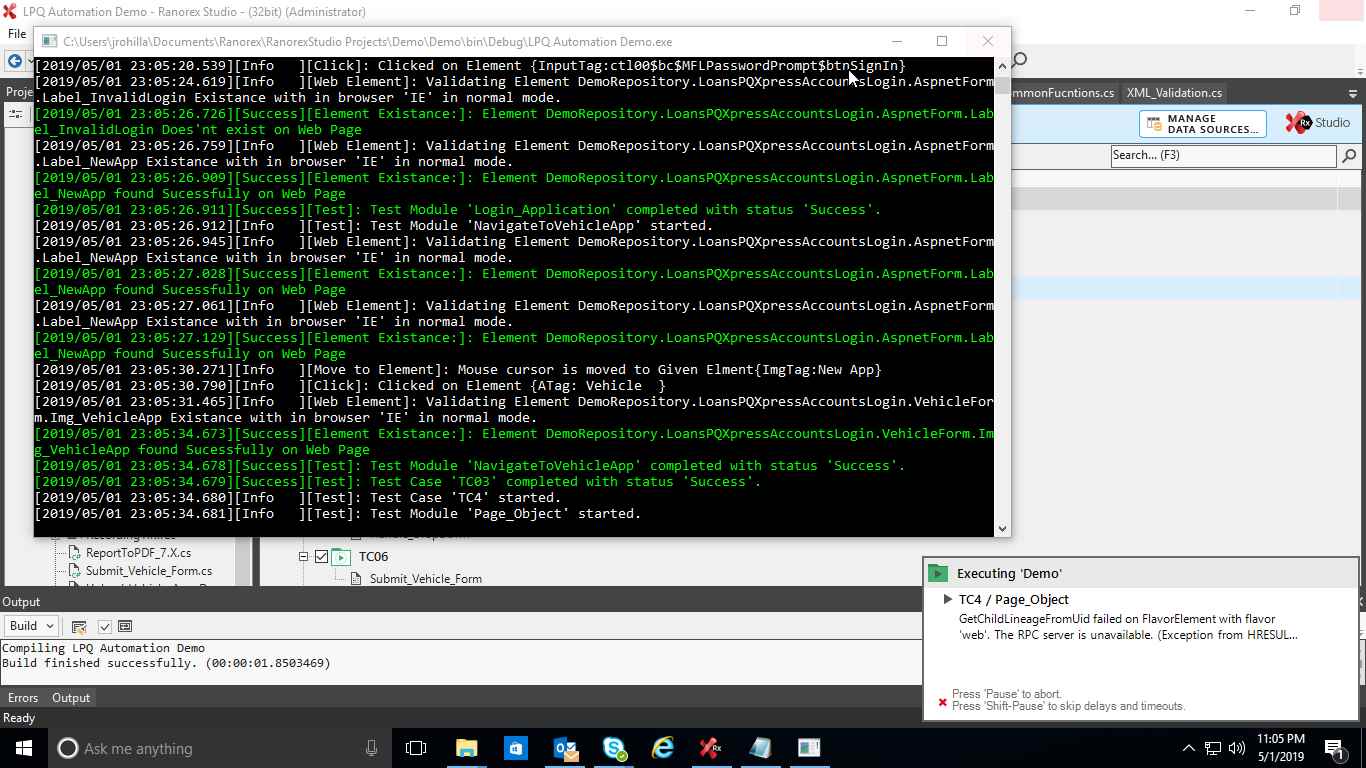 LPQ Automation Demo - Ranorex Studio - (32bit) (Administrator)
File
C:\Users\jrohilla\Documents\Ranorex\RanorexStudio Projects\Demo\Demo\bin\Debug\LPQ Automation Demo.exe
[2019/05/01 23:05:20.539][Info   ][Click]: Clicked on Element {InputTag:ctl00$bc$MFLPasswordPrompt$btnSignIn}
[2019/05/01 23:05:24.619][Info   ][Web Element]: Validating Element DemoRepository.LoansPQXpressAccountsLogin.AspnetForm
.Label_InvalidLogin Existance with in browser 'IE' in normal mode.
[2019/05/01 23:05:26.726][Success][Element Existance:]: Element DemoRepository.LoansPQXpressAccountsLogin.AspnetForm.Lab
el_InvalidLogin Does'nt exist on Web Page
[2019/05/01 23:05:26.759][Info   ][Web Element]: Validating Element DemoRepository.LoansPQXpressAccountsLogin.AspnetForm
.Label_NewApp Existance with in browser 'IE' in normal mode.
[2019/05/01 23:05:26.909][Success][Element Existance:]: Element DemoRepository.LoansPQXpressAccountsLogin.AspnetForm.Lab
el_NewApp found Sucessfully on Web Page
[2019/05/01 23:05:26.911][Success][Test]: Test Module 'Login_Application' completed with status 'Success'.
[2019/05/01 23:05:26.912][Info   ][Test]: Test Module 'NavigateToVehicleApp' started.
[2019/05/01 23:05:26.945][Info   ][Web Element]: Validating Element DemoRepository.LoansPQXpressAccountsLogin.AspnetForm
.Label_NewApp Existance with in browser 'IE' in normal mode.
[2019/05/01 23:05:27.028][Success][Element Existance:]: Element DemoRepository.LoansPQXpressAccountsLogin.AspnetForm.Lab
el_NewApp found Sucessfully on Web Page
[2019/05/01 23:05:27.061][Info   ][Web Element]: Validating Element DemoRepository.LoansPQXpressAccountsLogin.AspnetForm
.Label_NewApp Existance with in browser 'IE' in normal mode.
[2019/05/01 23:05:27.129][Success][Element Existance:]: Element DemoRepository.LoansPQXpressAccountsLogin.AspnetForm.Lab
el_NewApp found Sucessfully on Web Page
[2019/05/01 23:05:30.271][Info   ][Move to Element]: Mouse cursor is moved to Given Elment{ImgTag:New App}
[2019/05/01 23:05:30.790][Info   ][Click]: Clicked on Element {ATag: Vehicle  }
[2019/05/01 23:05:31.465][Info   ][Web Element]: Validating Element DemoRepository.LoansPQXpressAccountsLogin.VehicleFor
m.Img_VehicleApp Existance with in browser 'IE' in normal mode.
[2019/05/01 23:05:34.673][Success][Element Existance:]: Element DemoRepository.LoansPQXpressAccountsLogin.VehicleForm.Im
g_VehicleApp found Sucessfully on Web Page
[2019/05/01 23:05:34.678][Success][Test]: Test Module 'NavigateToVehicleApp' completed with status 'Success'.
[2019/05/01 23:05:34.679][Success][Test]: Test Case 'TC03' completed with status 'Success'.
[2019/05/01 23:05:34.680][Info   ][Test]: Test Case 'TC4' started.
[2019/05/01 23:05:34.681][Info   ][Test]: Test Module 'Page_Object' started.
Proje
ommonFucntions.cs
XML_Validation.cs
MANAGE
DATA SOURCES...
Rx Studio
Search... (F3)
ReportToPDF_7.X.cs
Submit_Vehicle_Form.cs
TC06
Submit_Vehicle_Form
Executing 'Demo'
TC4 / Page_Object
GetChildLineageFromUid failed on FlavorElement with flavor
'web'. The RPC server is unavailable. (Exception from HRESUL...
Press 'Pause' to abort.
Press 'Shift-Pause' to skip delays and timeouts.
Output
Build
Compiling LPQ Automation Demo
Build finished successfully. (00:00:01.8503469)
Errors
Output
Ready
Ask me anything
11:05 PM
5/1/2019
1